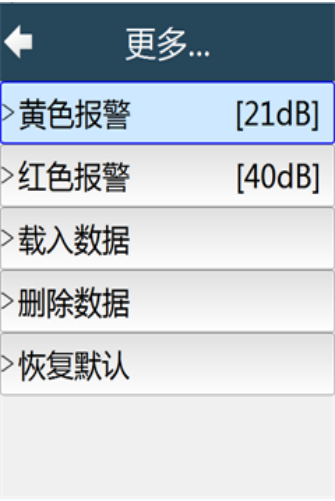 更多...
>黄色报警 [21dB]
>红色报警 [40dB]
>载入数据
>删除数据
>恢复默认